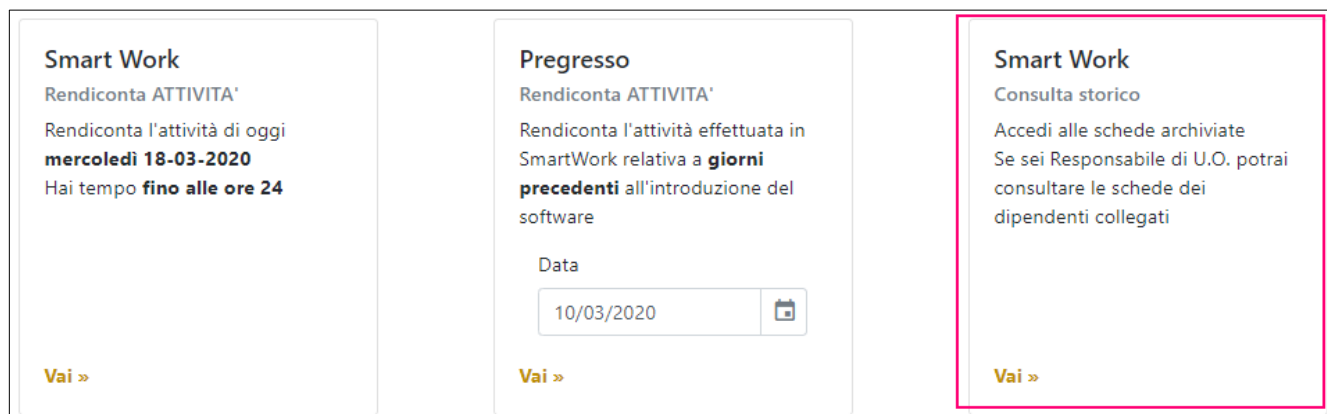 Smart Work
Rendiconta ATTIVITA'
Rendiconta l'attività di oggi
mercoledì 18-03-2020
Hai tempo fino alle ore 24
Vai »
Pregresso
Rendiconta ATTIVITA'
Rendiconta l'attività effettuata in
SmartWork relativa a giorni
precedenti all'introduzione del
software
Data
10/03/2020
Vai »
Smart Work
Consulta storico
Accedi alle schede archiviate
Se sei Responsabile di U.O. potrai
consultare le schede dei
dipendenti collegati
Vai »